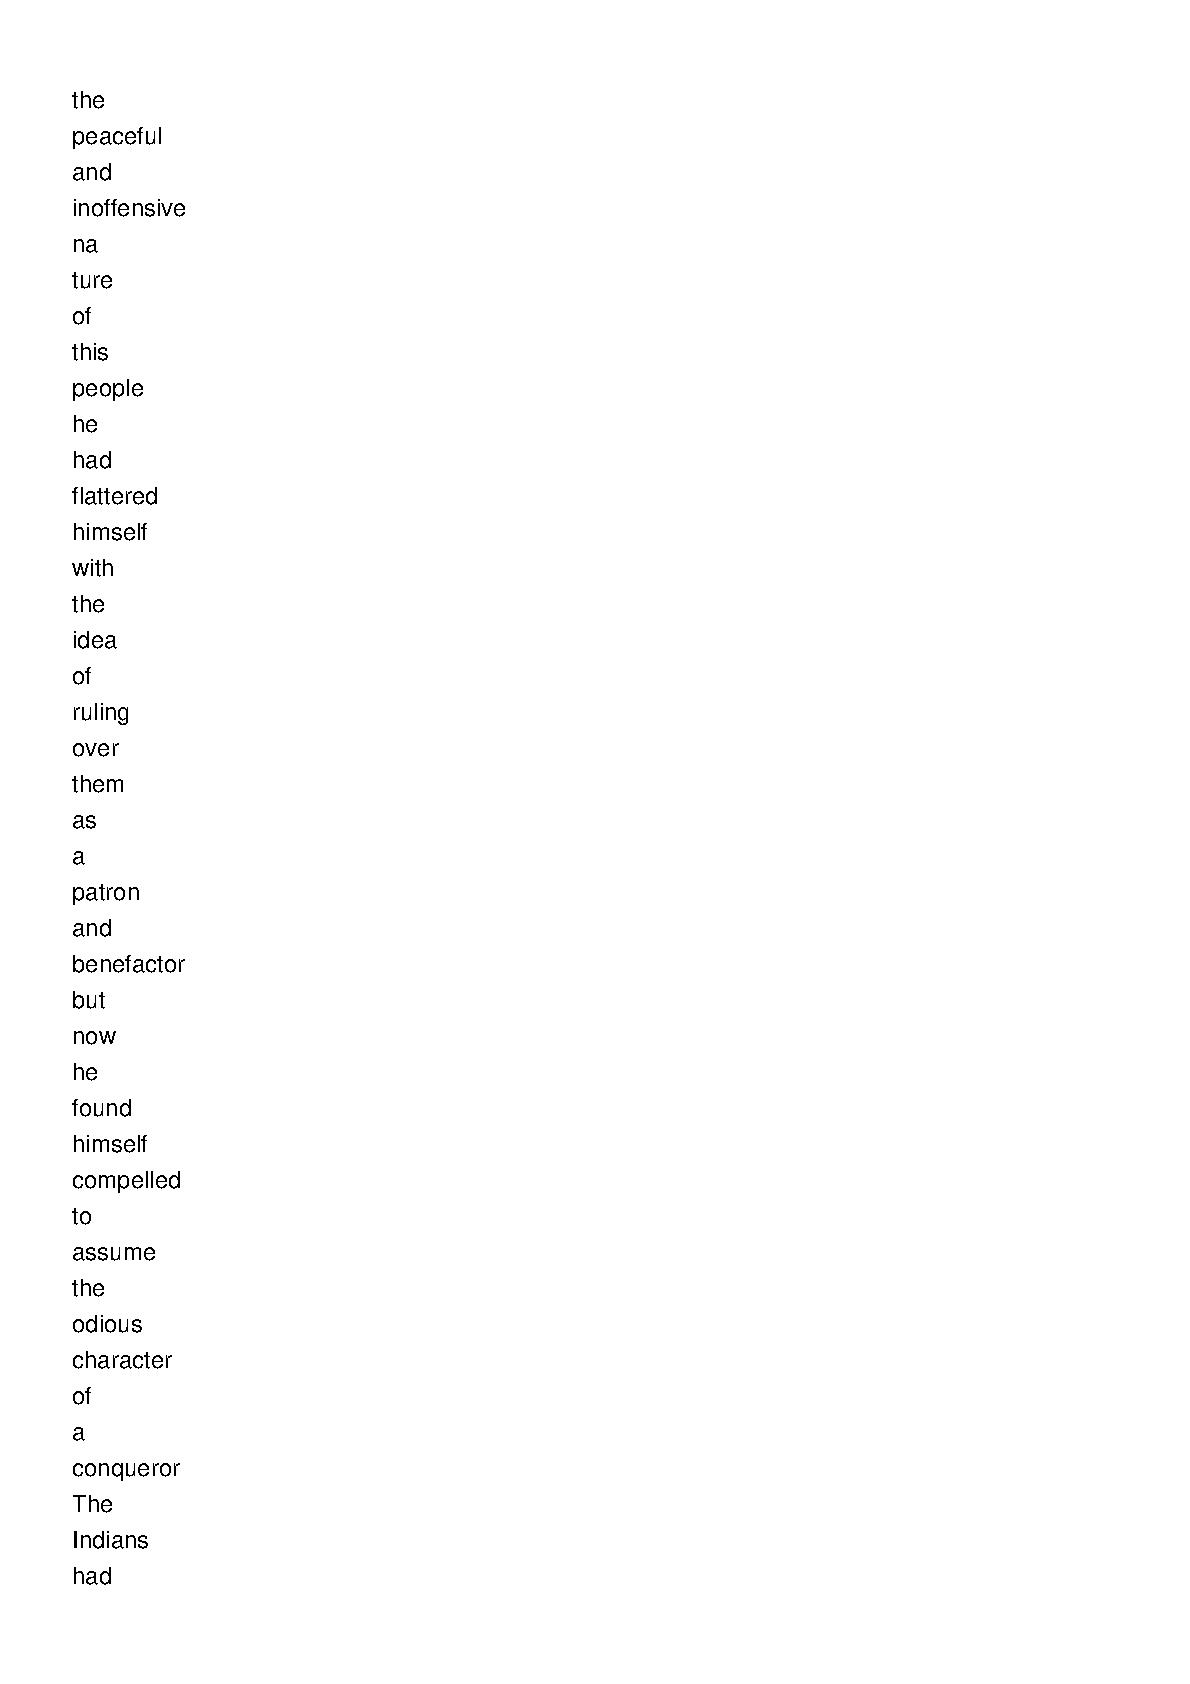 the
peaceful
and
inoffensive
na
ture
of
this
people
he
had
flattered
himself
with
the
idea
of
ruling
over
them
as
a
patron
and
benefactor
but
now
he
found
himself
compelled
to
assume
the
odious
character
of
a
conqueror
The
Indians
had